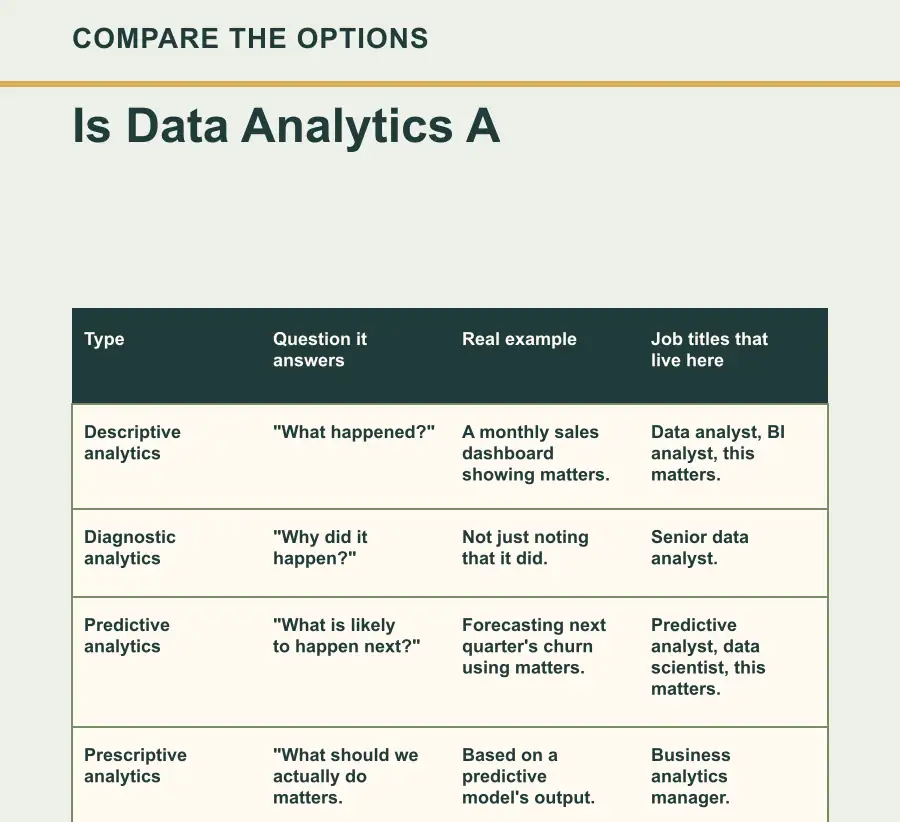 COMPARE THE OPTIONS
Is Data Analytics A
Type
Question it
answers
Real example
Job titles that
live here
Descriptive
analytics
"What happened?"
A monthly sales
dashboard
showing matters.
Data analyst, BI
analyst, this
matters.
Diagnostic
analytics
"Why did it
happen?"
Not just noting
that it did.
Senior data
analyst.
Predictive
analytics
"What is likely
to happen next?"
Forecasting next
quarter's churn
using matters.
Predictive
analyst, data
scientist, this
matters.
Prescriptive
analytics
"What should we
actually do
matters.
Based on a
predictive
model's output.
Business
analytics
manager.